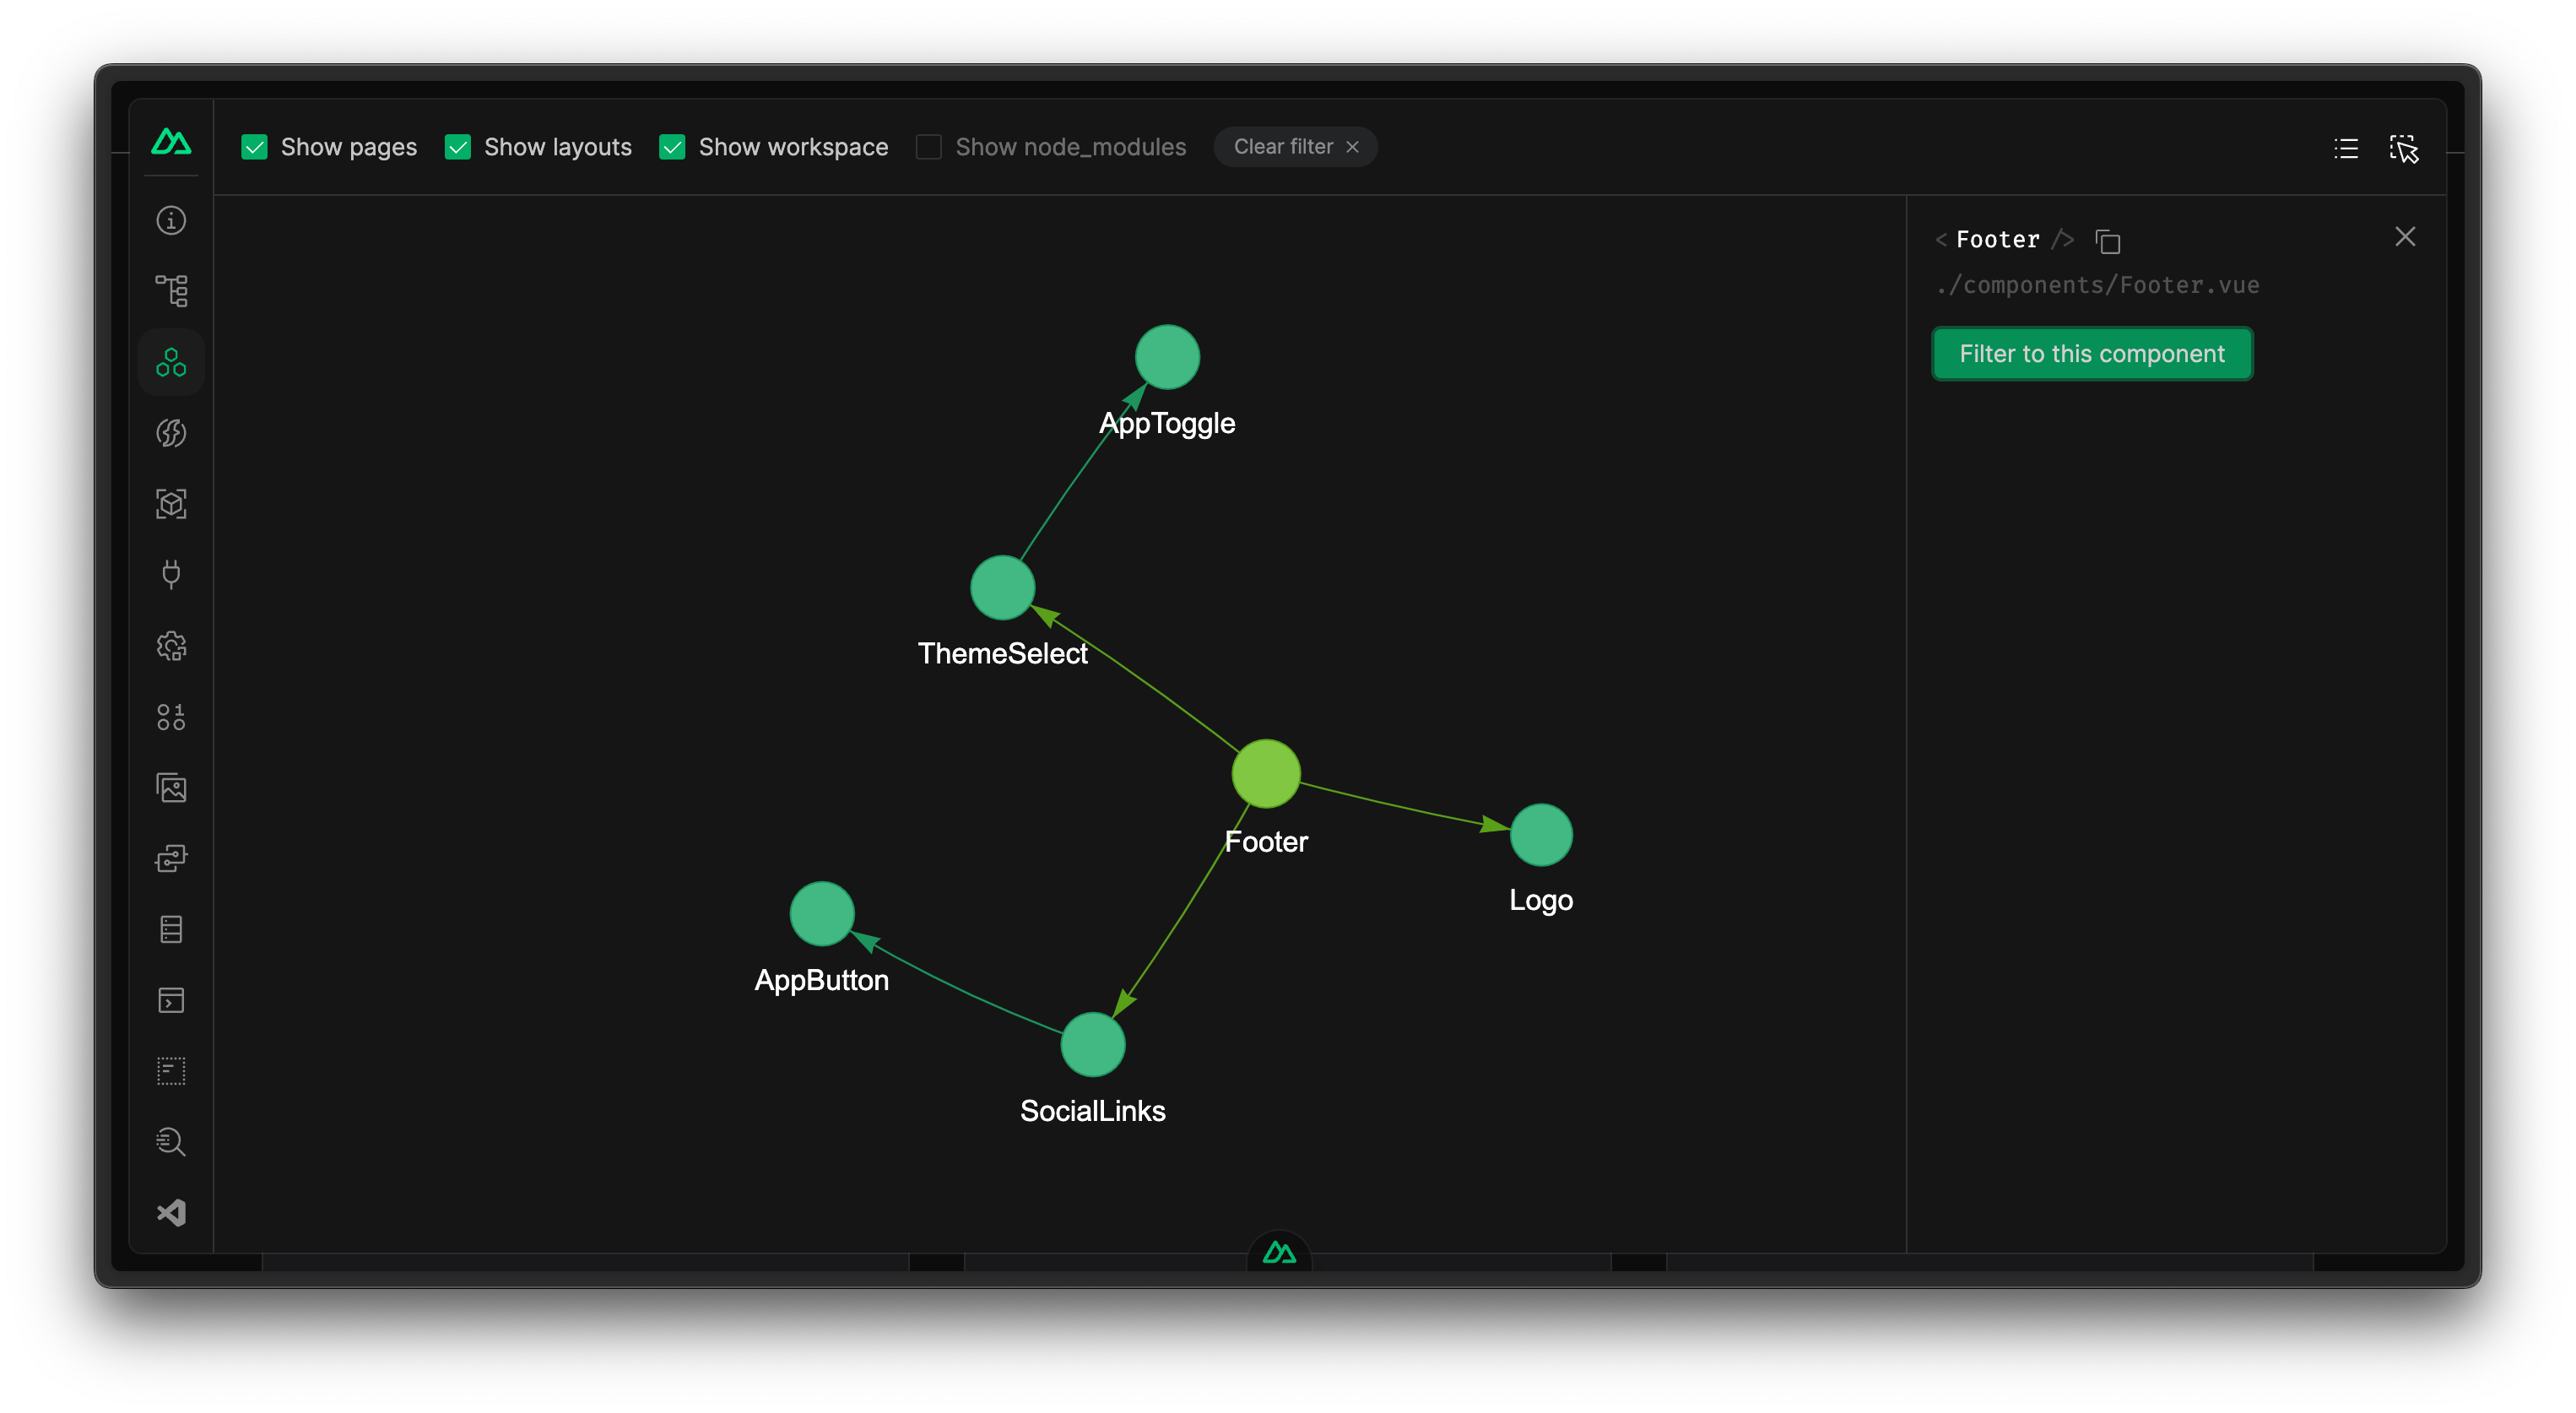 Show pages
Show layouts
Show workspace
Show node_modules
Clear filter
< Footer />
./components/Footer.vue
Filter to this component
AppToggle
ThemeSelect
Footer
Logo
AppButton
SocialLinks